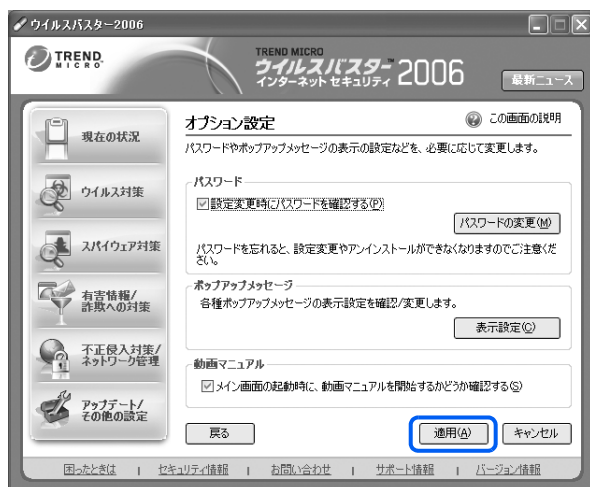 ウイルスバスター2006
TREND
MICRO
TREND MICRO
ウイルスバスター™ 2006
インターネット セキュリティ
最新ニュース
現在の状況
ウイルス対策
スパイウェア対策
有害情報/
詐欺への対策
不正侵入対策/
ネットワーク管理
アップデート/
その他の設定
オプション設定
この画面の説明
パスワードやポップアップメッセージの表示の設定などを、必要に応じて変更します。
パスワード
設定変更時にパスワードを確認する(P)
パスワードの変更(M)
パスワードを忘れると、設定変更やアンインストールができなくなりますのでご注意くだ
さい。
ポップアップメッセージ
各種ポップアップメッセージの表示設定を確認/変更します。
表示設定(C)
動画マニュアル
メイン画面の起動時に、動画マニュアルを開始するかどうか確認する(S)
戻る
適用(A)
キャンセル
困ったときは | セキュリティ情報 | お問い合わせ | サポート情報 | バージョン情報